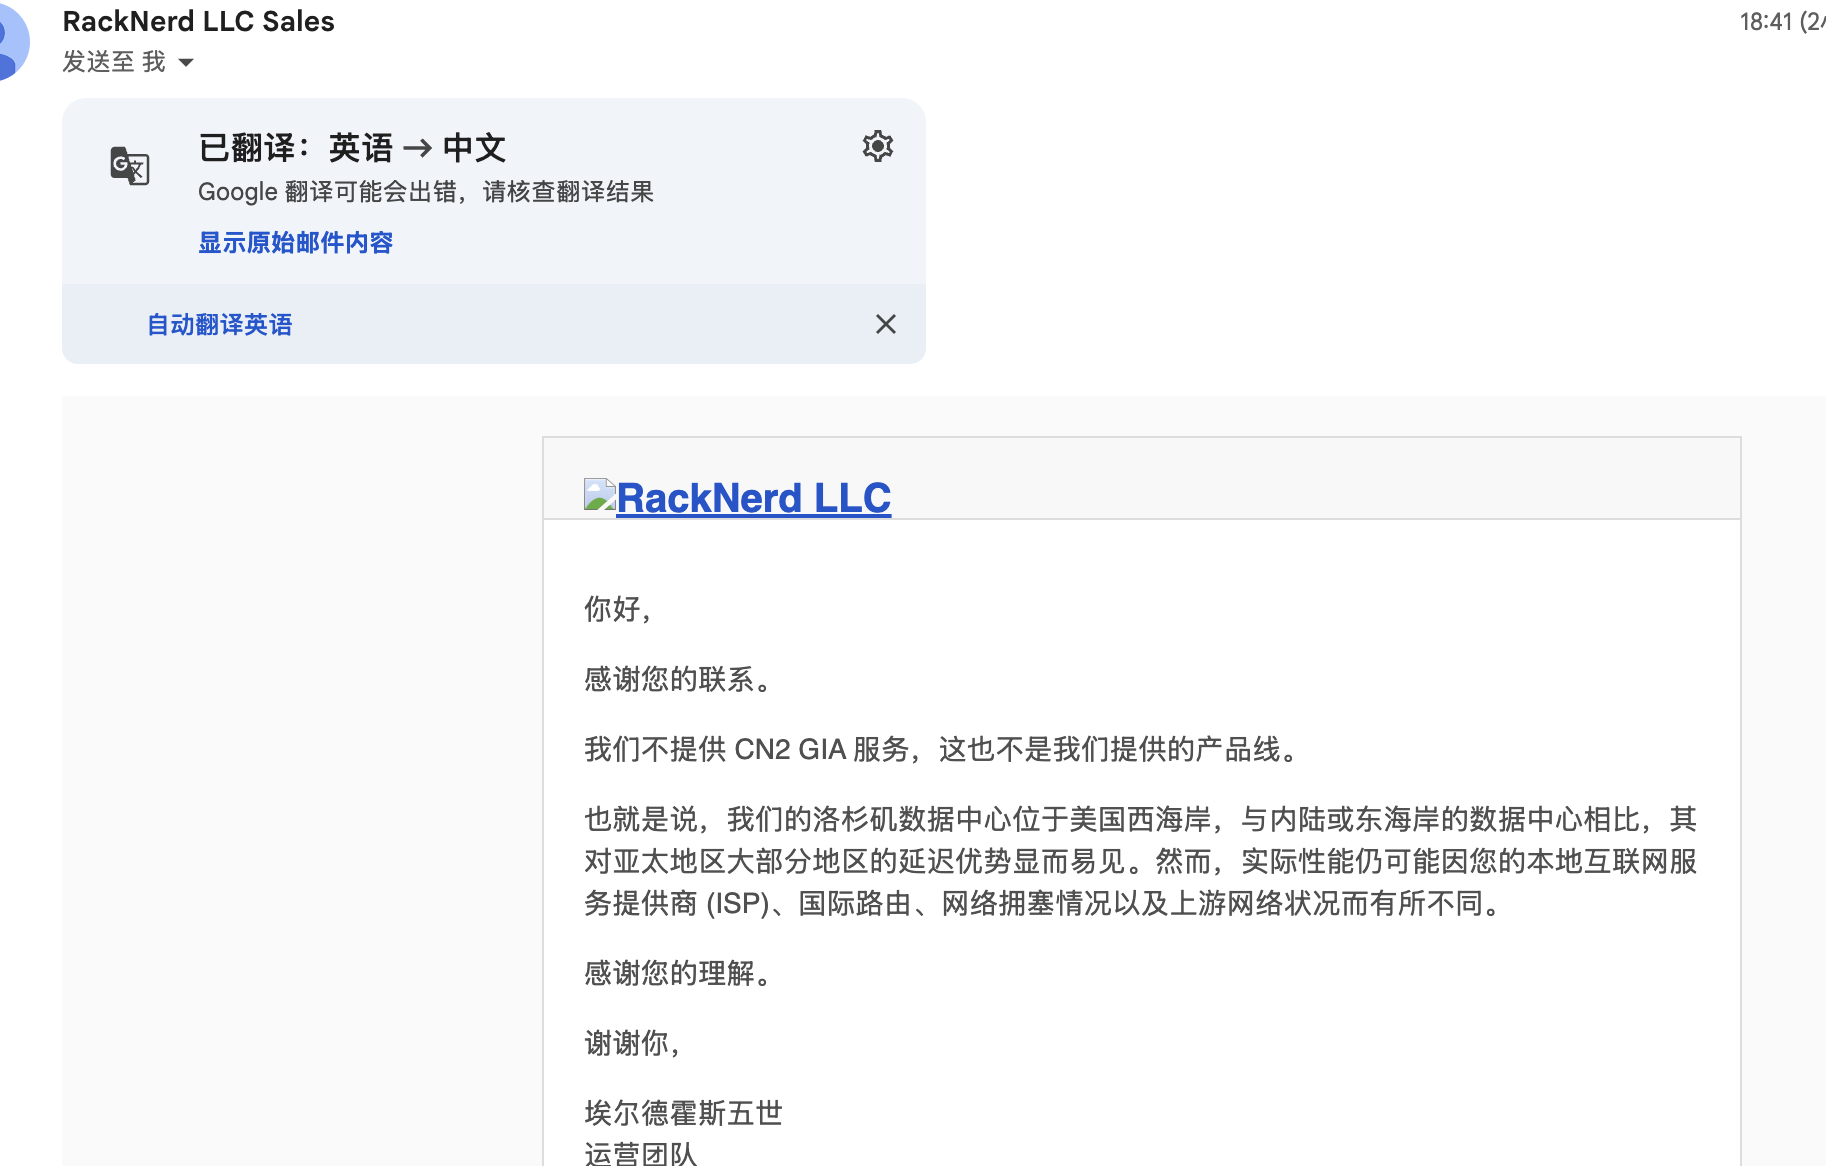 RackNerd LLC Sales
18:41 (2
发送至 我
已翻译：英语 → 中文
Google 翻译可能会出错，请核查翻译结果
显示原始邮件内容
自动翻译英语
RackNerd LLC
你好，
感谢您的联系。
我们不提供 CN2 GIA 服务，这也不是我们提供的产品线。
也就是说，我们的洛杉矶数据中心位于美国西海岸，与内陆或东海岸的数据中心相比，其
对亚太地区大部分地区的延迟优势显而易见。然而，实际性能仍可能因您的本地互联网服
务提供商 (ISP)、国际路由、网络拥塞情况以及上游网络状况而有所不同。
感谢您的理解。
谢谢你，
埃尔德霍斯五世
运营团队